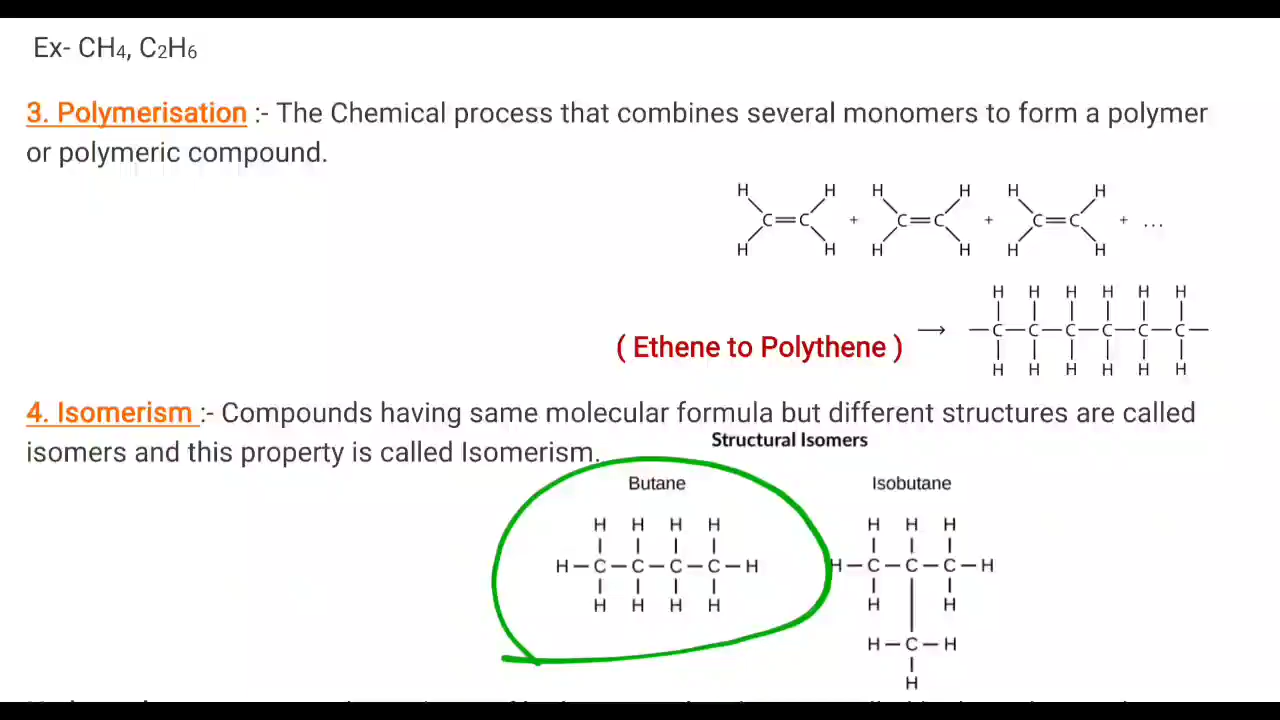 Ex- CH4, C2H6
3. Polymerisation :- The Chemical process that combines several monomers to form a polymer
or polymeric compound.
H H H H H H
C=C + C=C + C=C + ...
H H H H H H
H H H H H H
( Ethene to Polythene ) → —C—C—C—C—C—C—
H H H H H H
4. Isomerism :- Compounds having same molecular formula but different structures are called
isomers and this property is called Isomerism.
Structural Isomers
Butane
H H H H
H—C—C—C—C—H
H H H H
Isobutane
H H H
H—C—C—C—H
H H
H—C—H
H